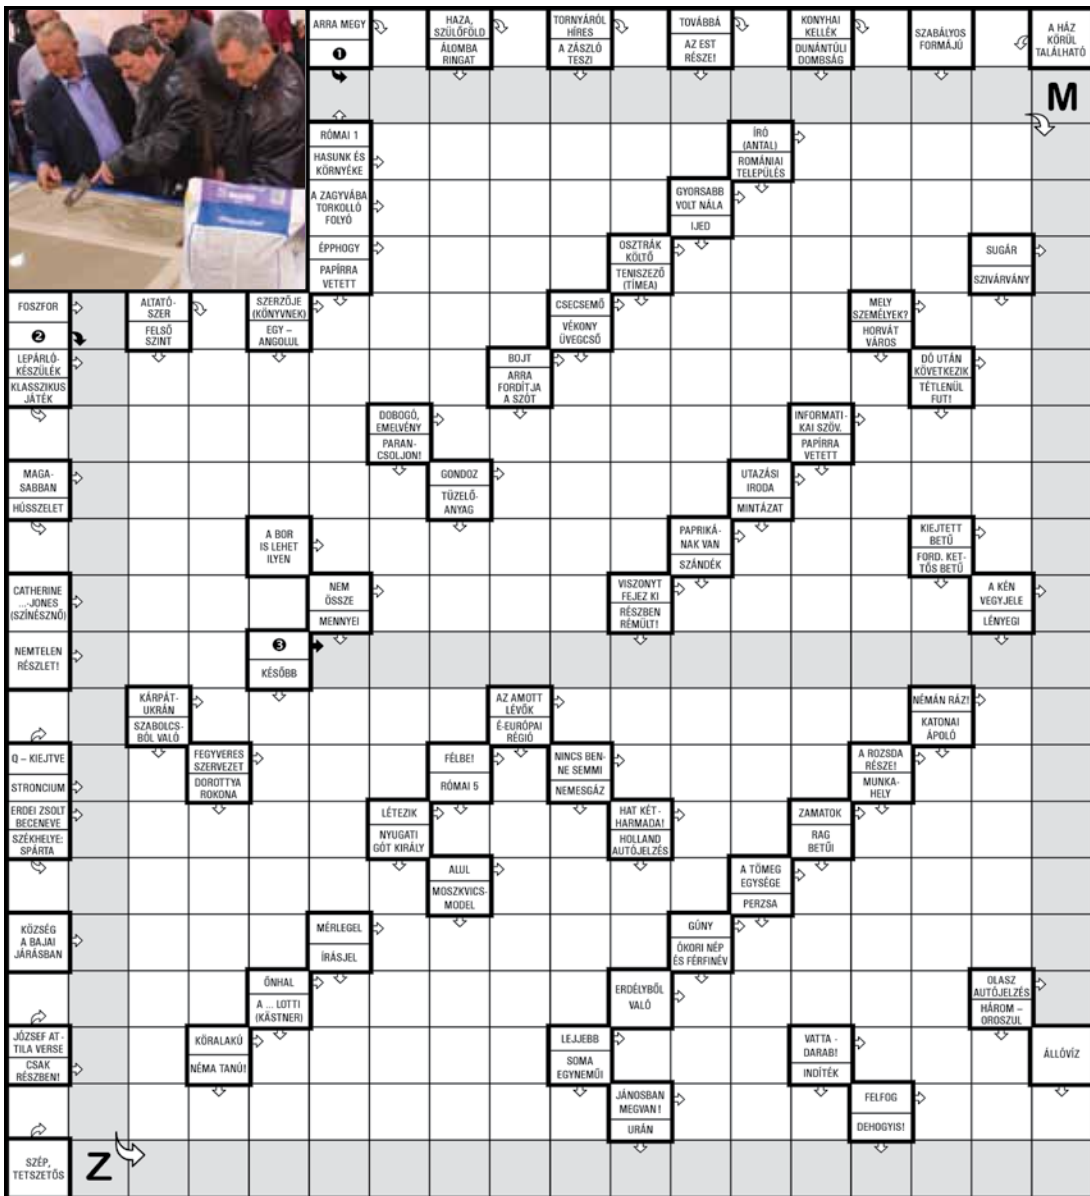 ARRA MEGY
❶
HAZA,
SZÜLŐFÖLD
ÁLOMBA
RINGAT
TORNYÁRÓL
HÍRES
A ZÁSZLÓ
TESZI
TOVÁBBÁ
AZ EST
RÉSZE!
KONYHAI
KELLÉK
DUNÁNTÚLI
DOMBSÁG
SZABÁLYOS
FORMÁJÚ
A HÁZ
KÖRÜL
TALÁLHATÓ
M
RÓMAI 1
HASUNK ÉS
KÖRNYÉKE
ÍRÓ
(ANTAL)
ROMÁNIAI
TELEPÜLÉS
A ZAGYVÁBA
TORKOLLÓ
FOLYÓ
GYORSABB
VOLT NÁLA
IJED
ÉPPHOGY
PAPÍRRA
VETETT
OSZTRÁK
KÖLTŐ
TENISZEZŐ
(TÍMEA)
SUGÁR
SZIVÁRVÁNY
FOSZFOR
❷
ALTATÓ-
SZER
FELSŐ
SZINT
SZERZŐJE
(KÖNYVNEK)
EGY –
ANGOLUL
CSECSEMŐ
VÉKONY
ÜVEGCSŐ
MELY
SZEMÉLYEK?
HORVÁT
VÁROS
LEPÁRLÓ-
KÉSZÜLÉK
KLASSZIKUS
JÁTÉK
BOJT
ARRA
FORDÍTJA
A SZÓT
DÓ UTÁN
KÖVETKEZIK
TÉTLENÜL
FUT!
DOBOGÓ,
EMELVÉNY
PARAN-
CSOLJON!
INFORMATI-
KAI SZÖV.
PAPÍRRA
VETETT
MAGA-
SABBAN
HÚSSZELET
GONDOZ
TÜZELŐ-
ANYAG
UTAZÁSI
IRODA
MINTÁZAT
A BOR
IS LEHET
ILYEN
PAPRIKÁ-
NAK VAN
SZÁNDÉK
KIEJTETT
BETŰ
FORD. KET-
TŐS BETŰ
CATHERINE
...-JONES
(SZÍNÉSZNŐ)
NEM
ÖSSZE
MENNYEI
VISZONYT
FEJEZ KI
RÉSZBEN
RÉMÜLT!
A KÉN
VEGYJELE
LÉNYEGI
NEMTELEN
RÉSZLET!
❸
KÉSŐBB
KÁRPÁT-
UKRÁN
SZABOLCS-
BÓL VALÓ
AZ AMOTT
LÉVŐK
É-EURÓPAI
RÉGIÓ
NÉMÁN RÁZ!
KATONAI
ÁPOLÓ
Q – KIEJTVE
STRONCIUM
FEGYVERES
SZERVEZET
DOROTTYA
ROKONA
FÉLBE!
RÓMAI 5
NINCS BEN-
NE SEMMI
NEMESGÁZ
A ROZSDA
RÉSZE!
MUNKA-
HELY
ERDEI ZSOLT
BECENEVE
SZÉKHELYE:
SPÁRTA
LÉTEZIK
NYUGATI
GÓT KIRÁLY
HAT KÉT-
HARMADA!
HOLLAND
AUTÓJELZÉS
ZAMATOK
RAG
BETŰI
ALUL
MOSZKVICS-
MODEL
A TÖMEG
EGYSÉGE
PERZSA
KÖZSÉG
A BAJAI
JÁRÁSBAN
MÉRLEGEL
ÍRÁSJEL
GÚNY
ÓKORI NÉP
ÉS FÉRFINÉV
ŐNHAL
A ... LOTTI
(KÄSTNER)
ERDÉLYBŐL
VALÓ
OLASZ
AUTÓJELZÉS
HÁROM –
OROSZUL
JÓZSEF AT-
TILA VERSE
CSAK
RÉSZBEN!
KÖRALAKÚ
NÉMA TANÚ!
LEJJEBB
SOMA
EGYNEMŰI
VATTA -
DARAB!
INDÍTÉK
ÁLLÓVÍZ
JÁNOSBAN
MEGVAN !
URÁN
FELFOG
DEHOGYIS!
SZÉP,
TETSZETŐS
Z